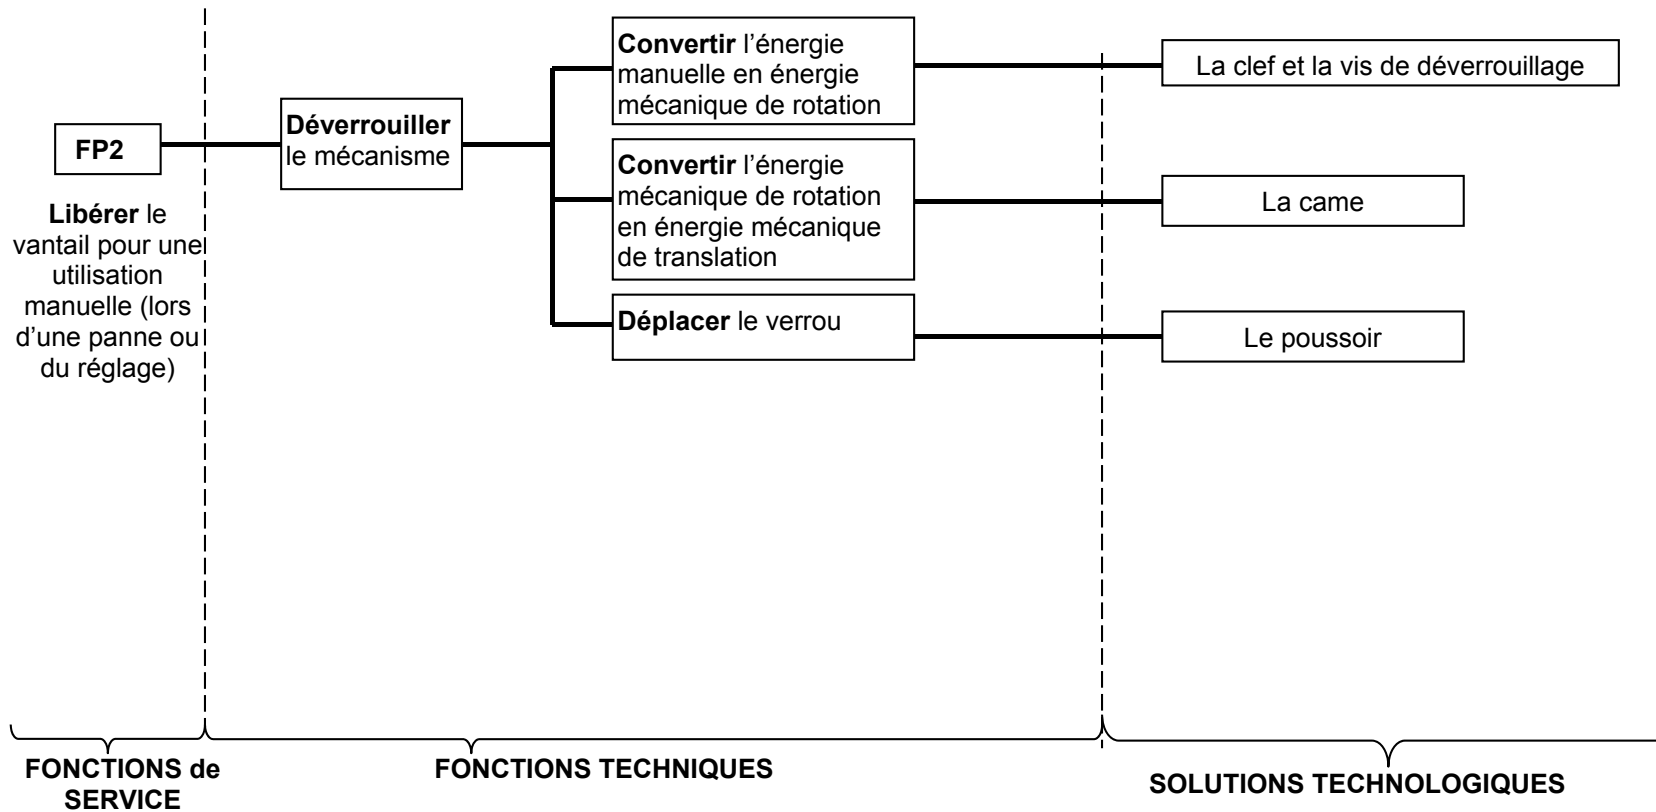 FP2
Libérer le
vantail pour une
utilisation
manuelle (lors
d’une panne ou
du réglage)
Déverrouiller
le mécanisme
Convertir l’énergie
manuelle en énergie
mécanique de rotation
Convertir l’énergie
mécanique de rotation
en énergie mécanique
de translation
Déplacer le verrou
La clef et la vis de déverrouillage
La came
Le poussoir
FONCTIONS de
SERVICE
FONCTIONS TECHNIQUES
SOLUTIONS TECHNOLOGIQUES